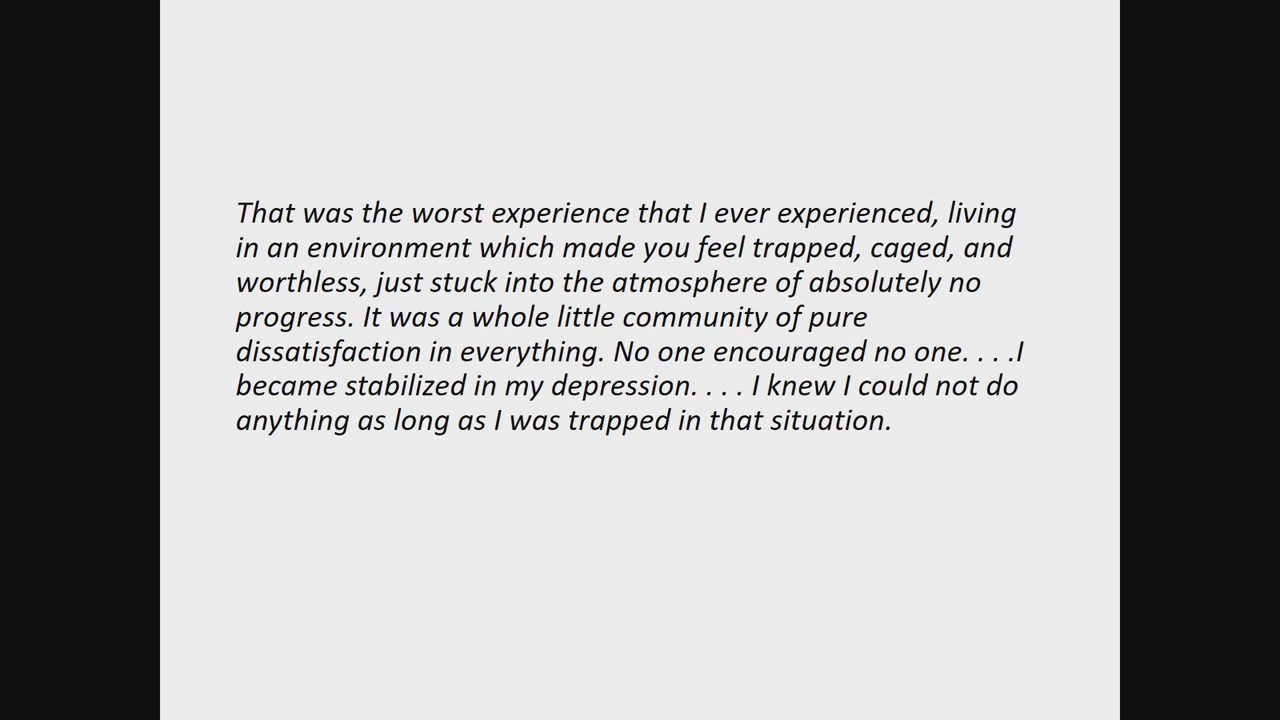 That was the worst experience that I ever experienced, living
in an environment which made you feel trapped, caged, and
worthless, just stuck into the atmosphere of absolutely no
progress. It was a whole little community of pure
dissatisfaction in everything. No one encouraged no one. . . .I
became stabilized in my depression. . . . I knew I could not do
anything as long as I was trapped in that situation.